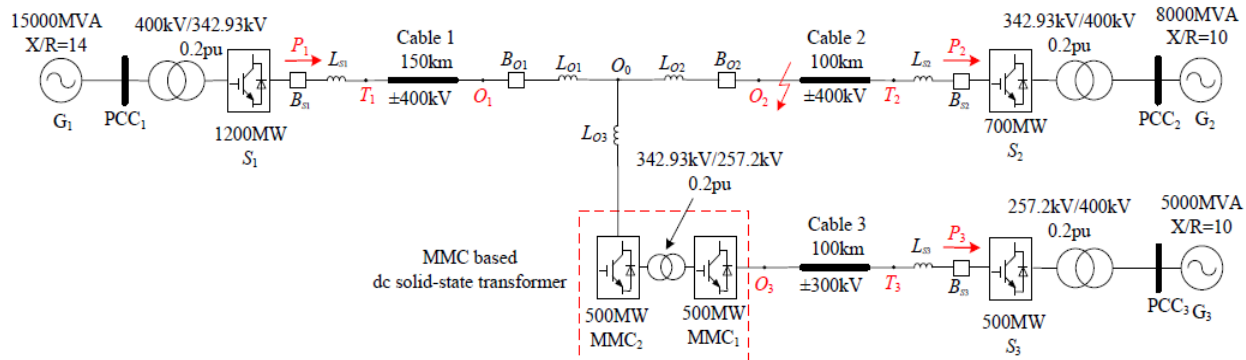 15000MVA
X/R=14
G1
PCC1
400kV/342.93kV
0.2pu
1200MW
S1
P1
BS1
LS1
T1
Cable 1
150km
±400kV
O1
BO1
LO1
O0
LO2
BO2
O2
Cable 2
100km
±400kV
T2
LS2
P2
BS2
700MW
S2
342.93kV/400kV
0.2pu
PCC2
8000MVA
X/R=10
G2
LO3
342.93kV/257.2kV
0.2pu
MMC based
dc solid-state transformer
500MW
MMC2
500MW
MMC1
O3
Cable 3
100km
±300kV
T3
LS3
P3
BS3
500MW
S3
257.2kV/400kV
0.2pu
PCC3
5000MVA
X/R=10
G3